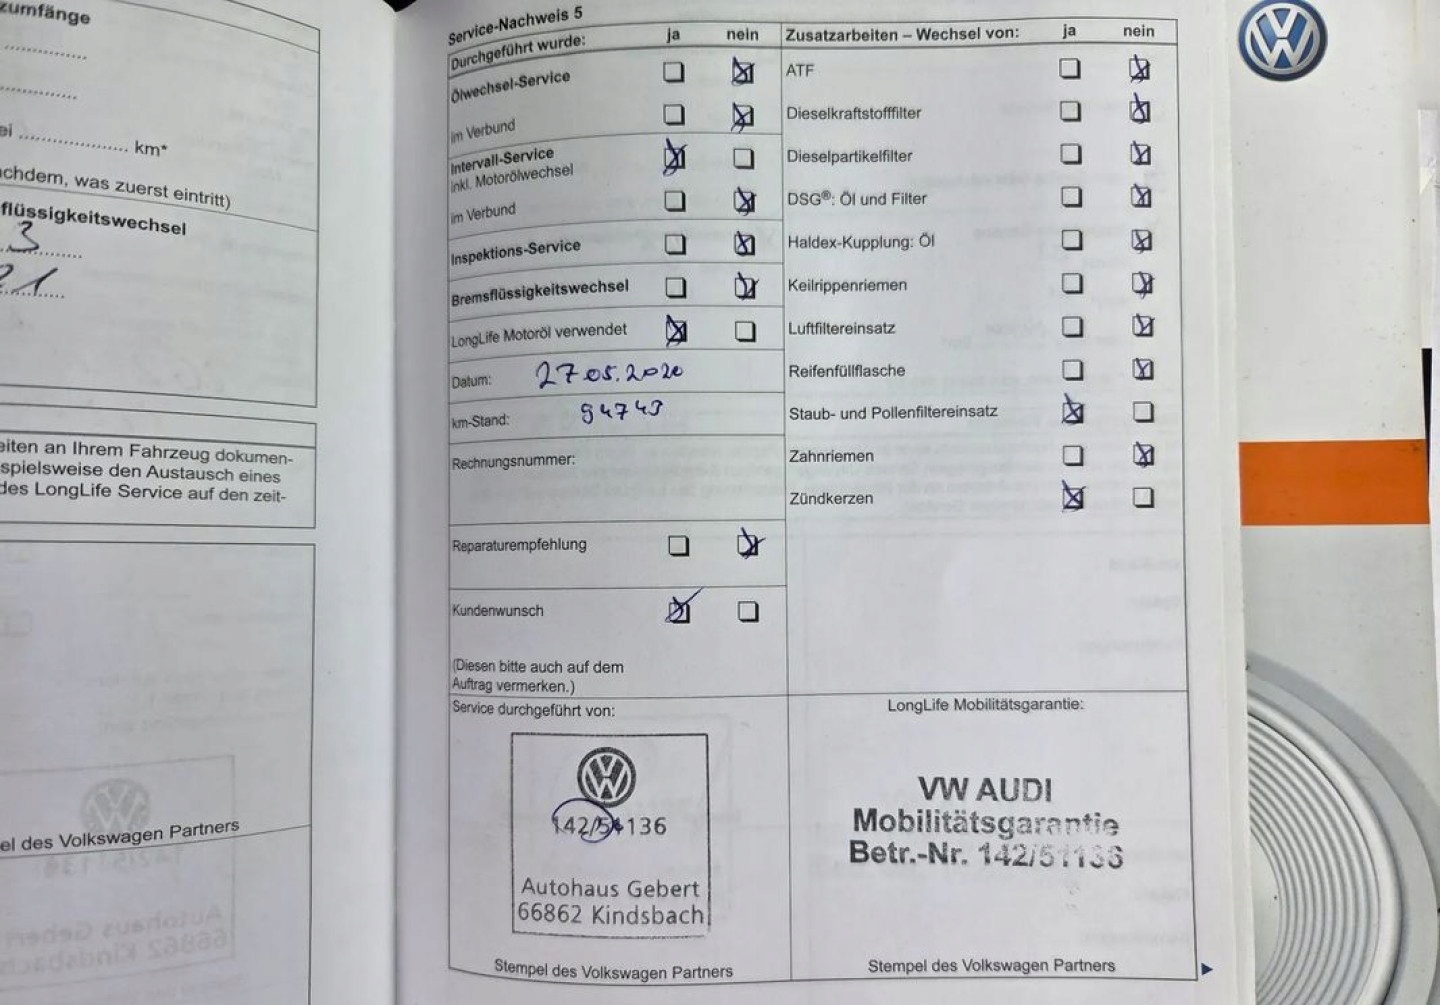 zumfänge
km*
chdem, was zuerst eintritt)
flüssigkeitswechsel
3
21
eiten an Ihrem Fahrzeug dokumen-
spielsweise den Austausch eines
des LongLife Service auf den zeit-
el des Volkswagen Partners
Service-Nachweis 5
Durchgeführt wurde: ja nein
Ölwechsel-Service
im Verbund
Intervall-Service
inkl. Motorölwechsel
im Verbund
Inspektions-Service
Bremsflüssigkeitswechsel
LongLife Motoröl verwendet
Datum: 27 05.2020
km-Stand: 94749
Rechnungsnummer:
Reparaturempfehlung
Kundenwunsch
(Diesen bitte auch auf dem
Auftrag vermerken.)
Service durchgeführt von:
142/5 136
Autohaus Gebert
66862 Kindsbach
Stempel des Volkswagen Partners
Zusatzarbeiten – Wechsel von: ja nein
ATF
Dieselkraftstofffilter
Dieselpartikelfilter
DSG®: Öl und Filter
Haldex-Kupplung: Öl
Keilrippenriemen
Luftfiltereinsatz
Reifenfüllflasche
Staub- und Pollenfiltereinsatz
Zahnriemen
Zündkerzen
LongLife Mobilitätsgarantie:
VW AUDI
Mobilitätsgarantie
Betr.-Nr. 142/51136
Stempel des Volkswagen Partners